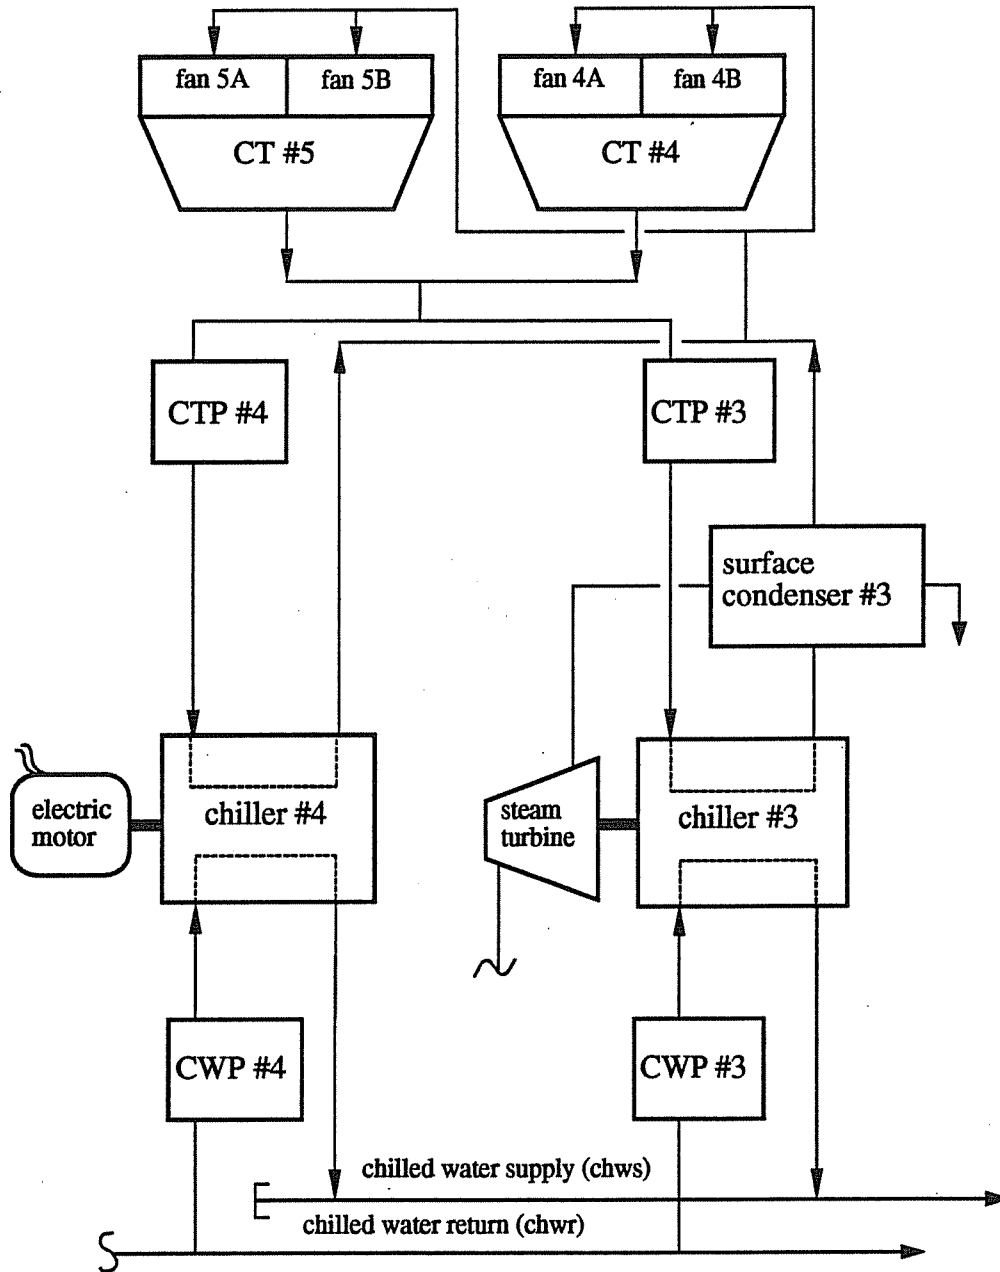 fan 5A
fan 5B
fan 4A
fan 4B
CT #5
CT #4
CTP #4
CTP #3
surface
condenser #3
electric
motor
chiller #4
steam
turbine
chiller #3
CWP #4
CWP #3
chilled water supply (chws)
chilled water return (chwr)